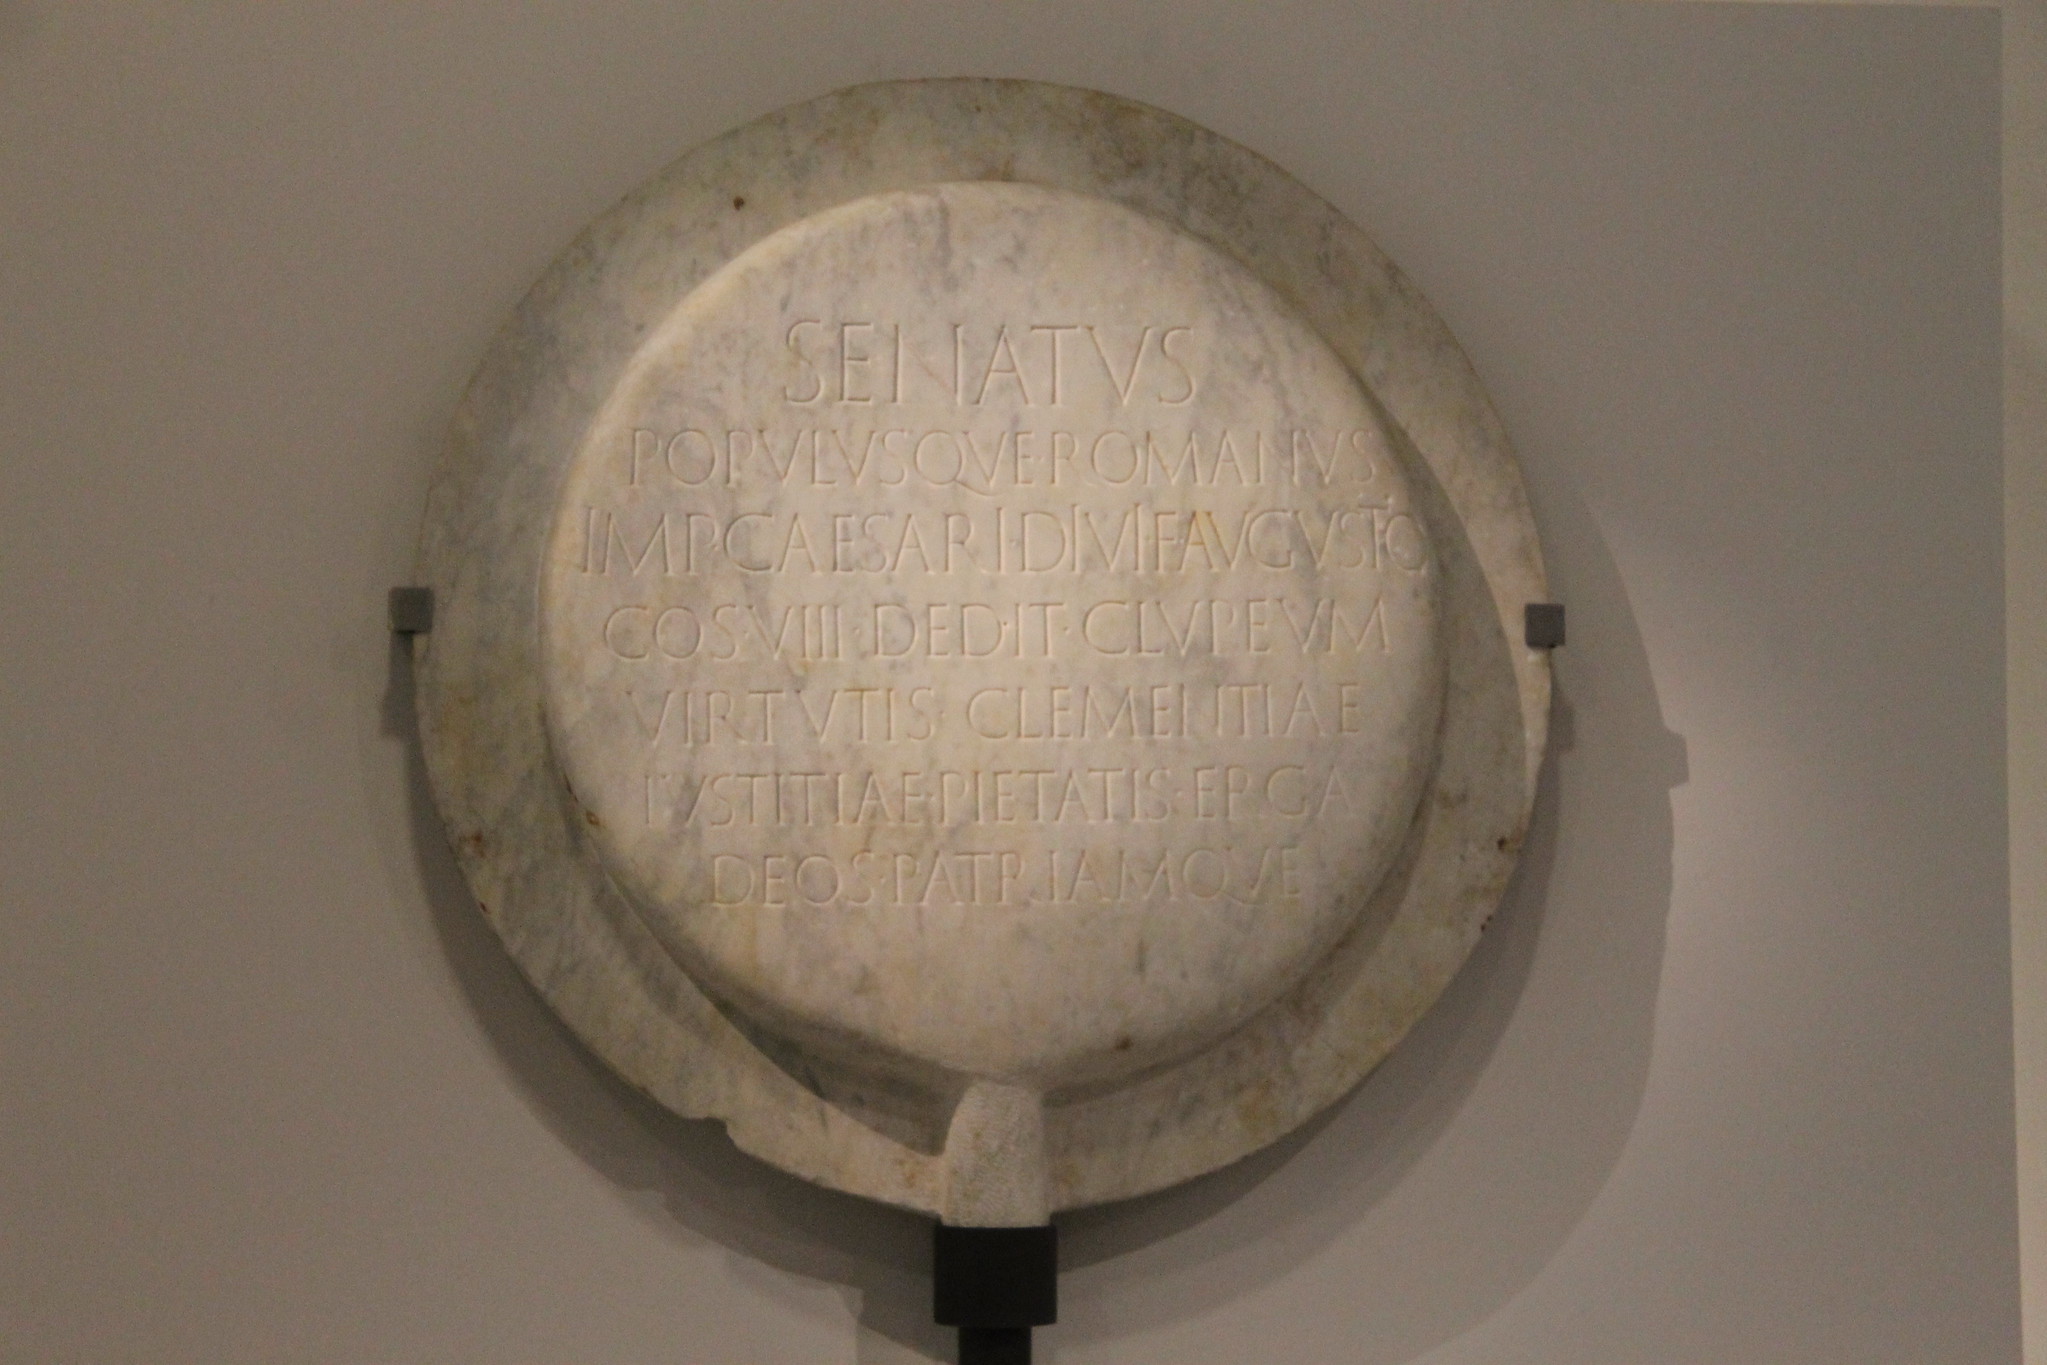 SENATVS
POPVLVSQVE·ROMANVS
IMP·CAESARI·DIVI·F·AVGVSTO
COS·VIII·DEDIT·CLVPEVM
VIRTVTIS·CLEMENTIAE
IVSTITIAE·PIETATIS·ERGA
DEOS·PATRIAMQVE